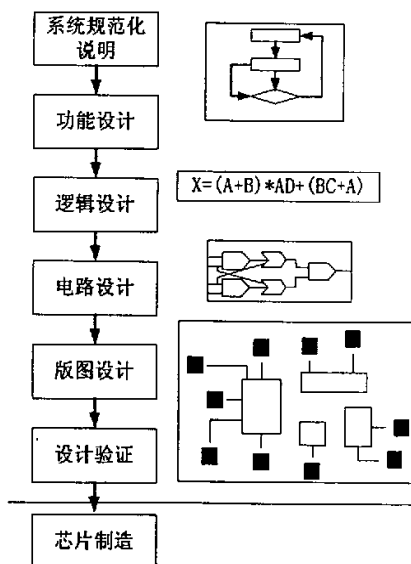 系统规范化
说明
功能设计
逻辑设计
X=(A+B)*AD+(BC+A)
电路设计
版图设计
设计验证
芯片制造